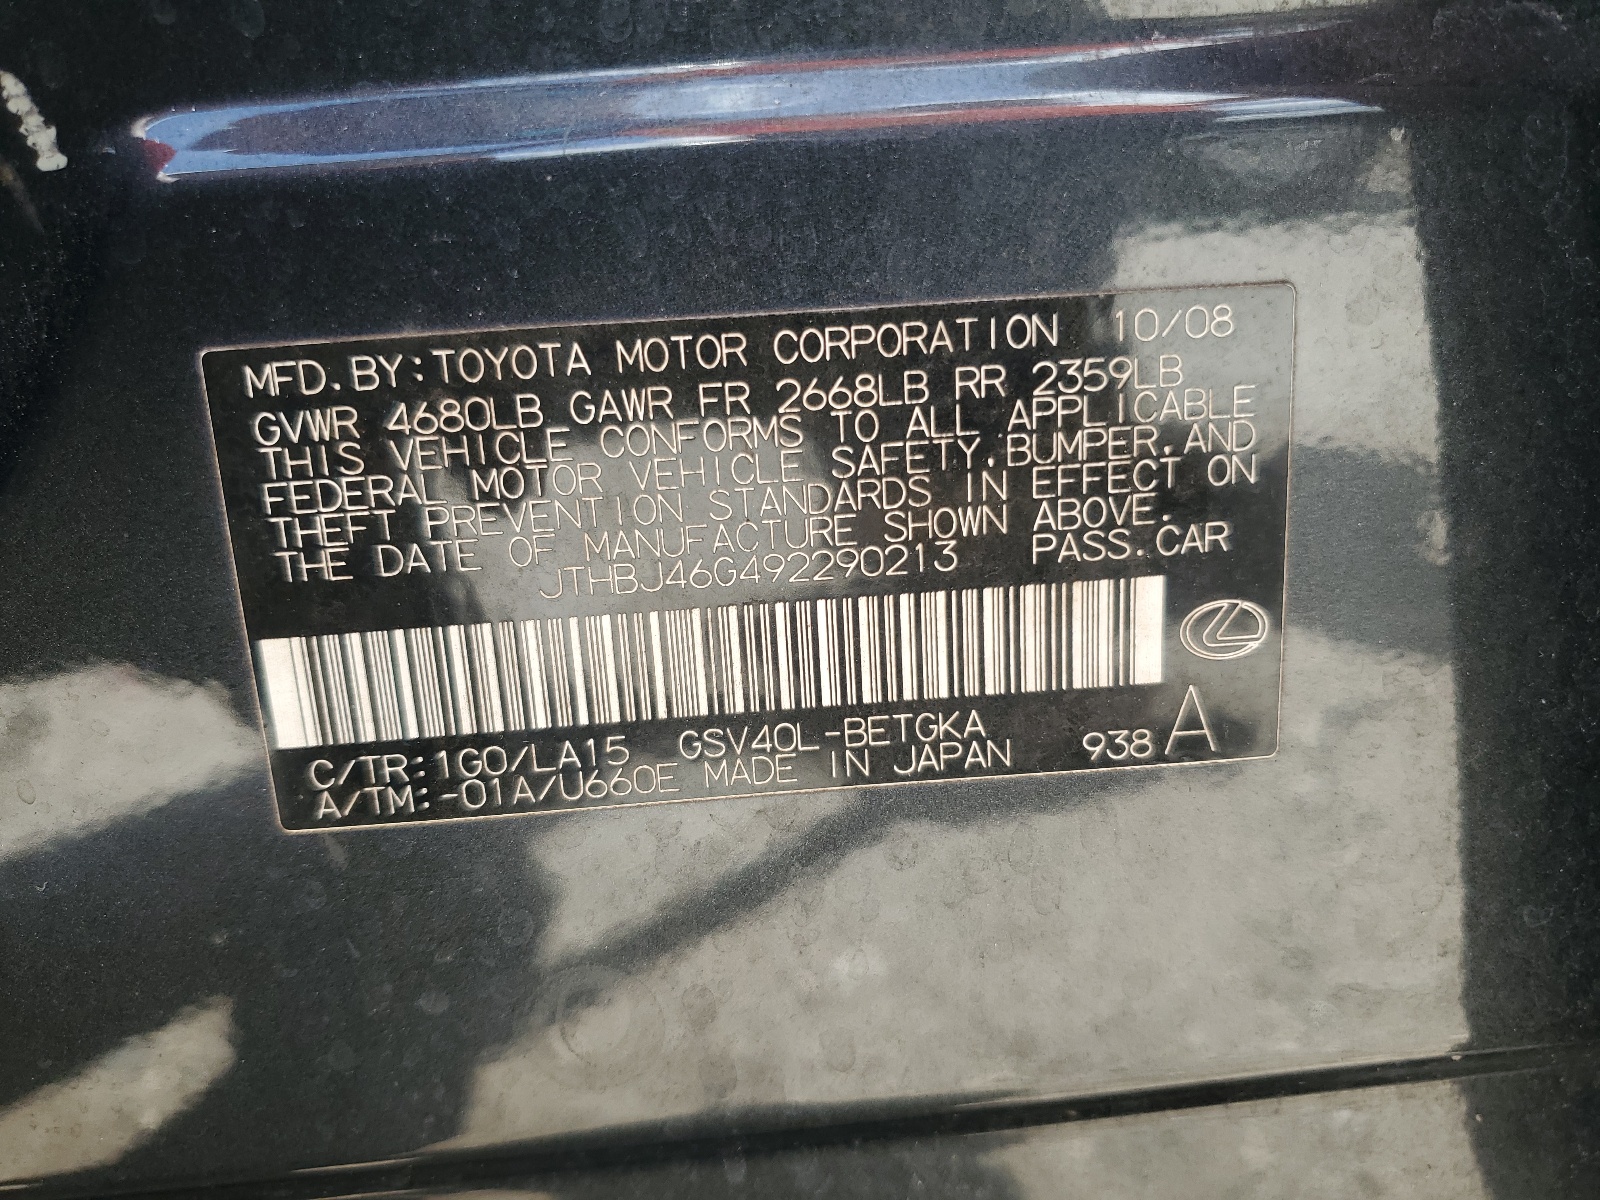 MFD. BY: TOYOTA MOTOR CORPORATION 10/08
GVWR 4680LB GAWR FR 2668LB RR 2359LB
THIS VEHICLE CONFORMS TO ALL APPLICABLE
FEDERAL MOTOR VEHICLE SAFETY, BUMPER, AND
THEFT PREVENTION STANDARDS IN EFFECT ON
THE DATE OF MANUFACTURE SHOWN ABOVE.
JTHBJ46G492290213 PASS. CAR
C/TR: 1G0/LA15 GSV40L-BETGKA
A/TM: -01A/U660E MADE IN JAPAN 938 A